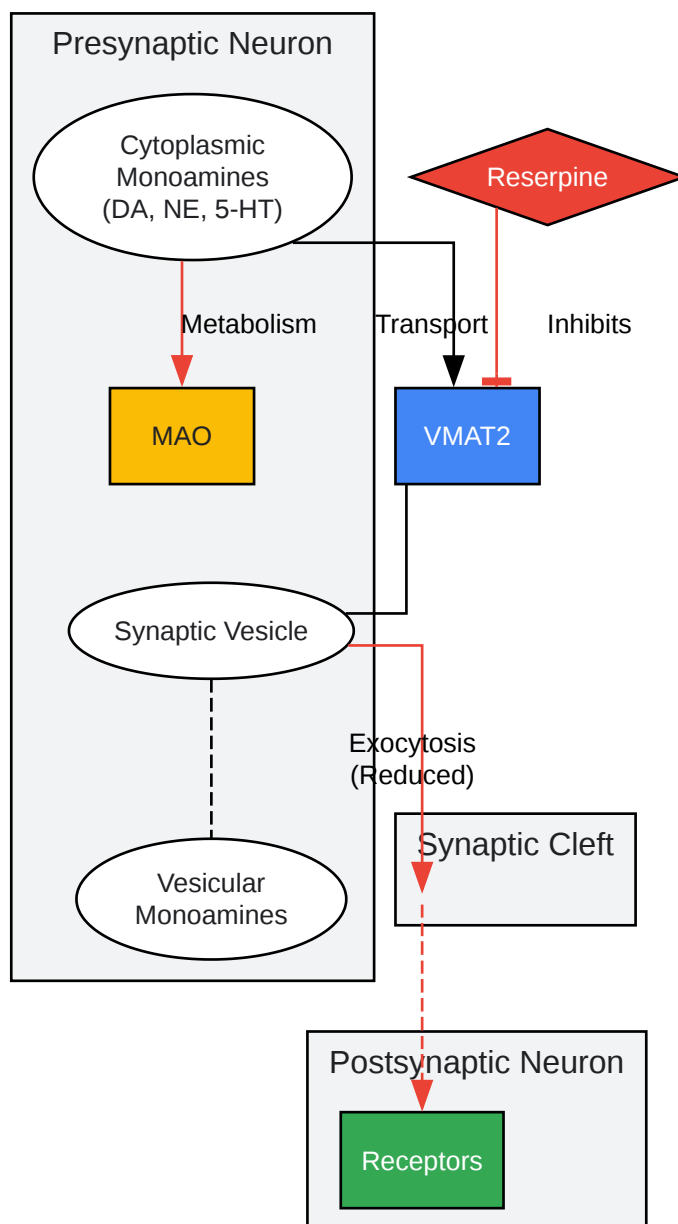 Presynaptic Neuron
Cytoplasmic
Monoamines
(DA, NE, 5-HT)
Reserpine
Metabolism
Transport
Inhibits
MAO
VMAT2
Synaptic Vesicle
Exocytosis
(Reduced)
Synaptic Cleft
Vesicular
Monoamines
Postsynaptic Neuron
Receptors